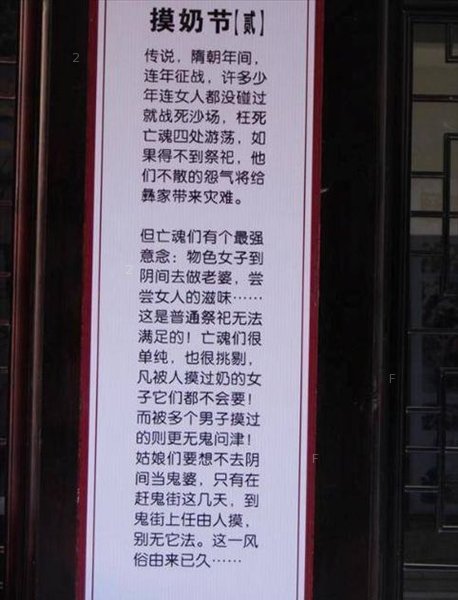 摸奶节[贰]
传说，隋朝年间，
连年征战，许多少
年连女人都没碰过
就战死沙场，枉死
亡魂四处游荡，如
果得不到祭祀，他
们不散的怨气将给
彝家带来灾难。
但亡魂们有个最强
意念：物色女子到
阴间去做老婆，尝
尝女人的滋味……
这是普通祭祀无法
满足的！亡魂们很
单纯，也很挑剔，
凡被人摸过奶的女
子它们都不会要！
而被多个男子摸过
的则更无鬼问津！
姑娘们要想不去阴
间当鬼婆，只有在
赶鬼街这几天，到
鬼街上任由人摸，
别无它法。这一风
俗由来已久……